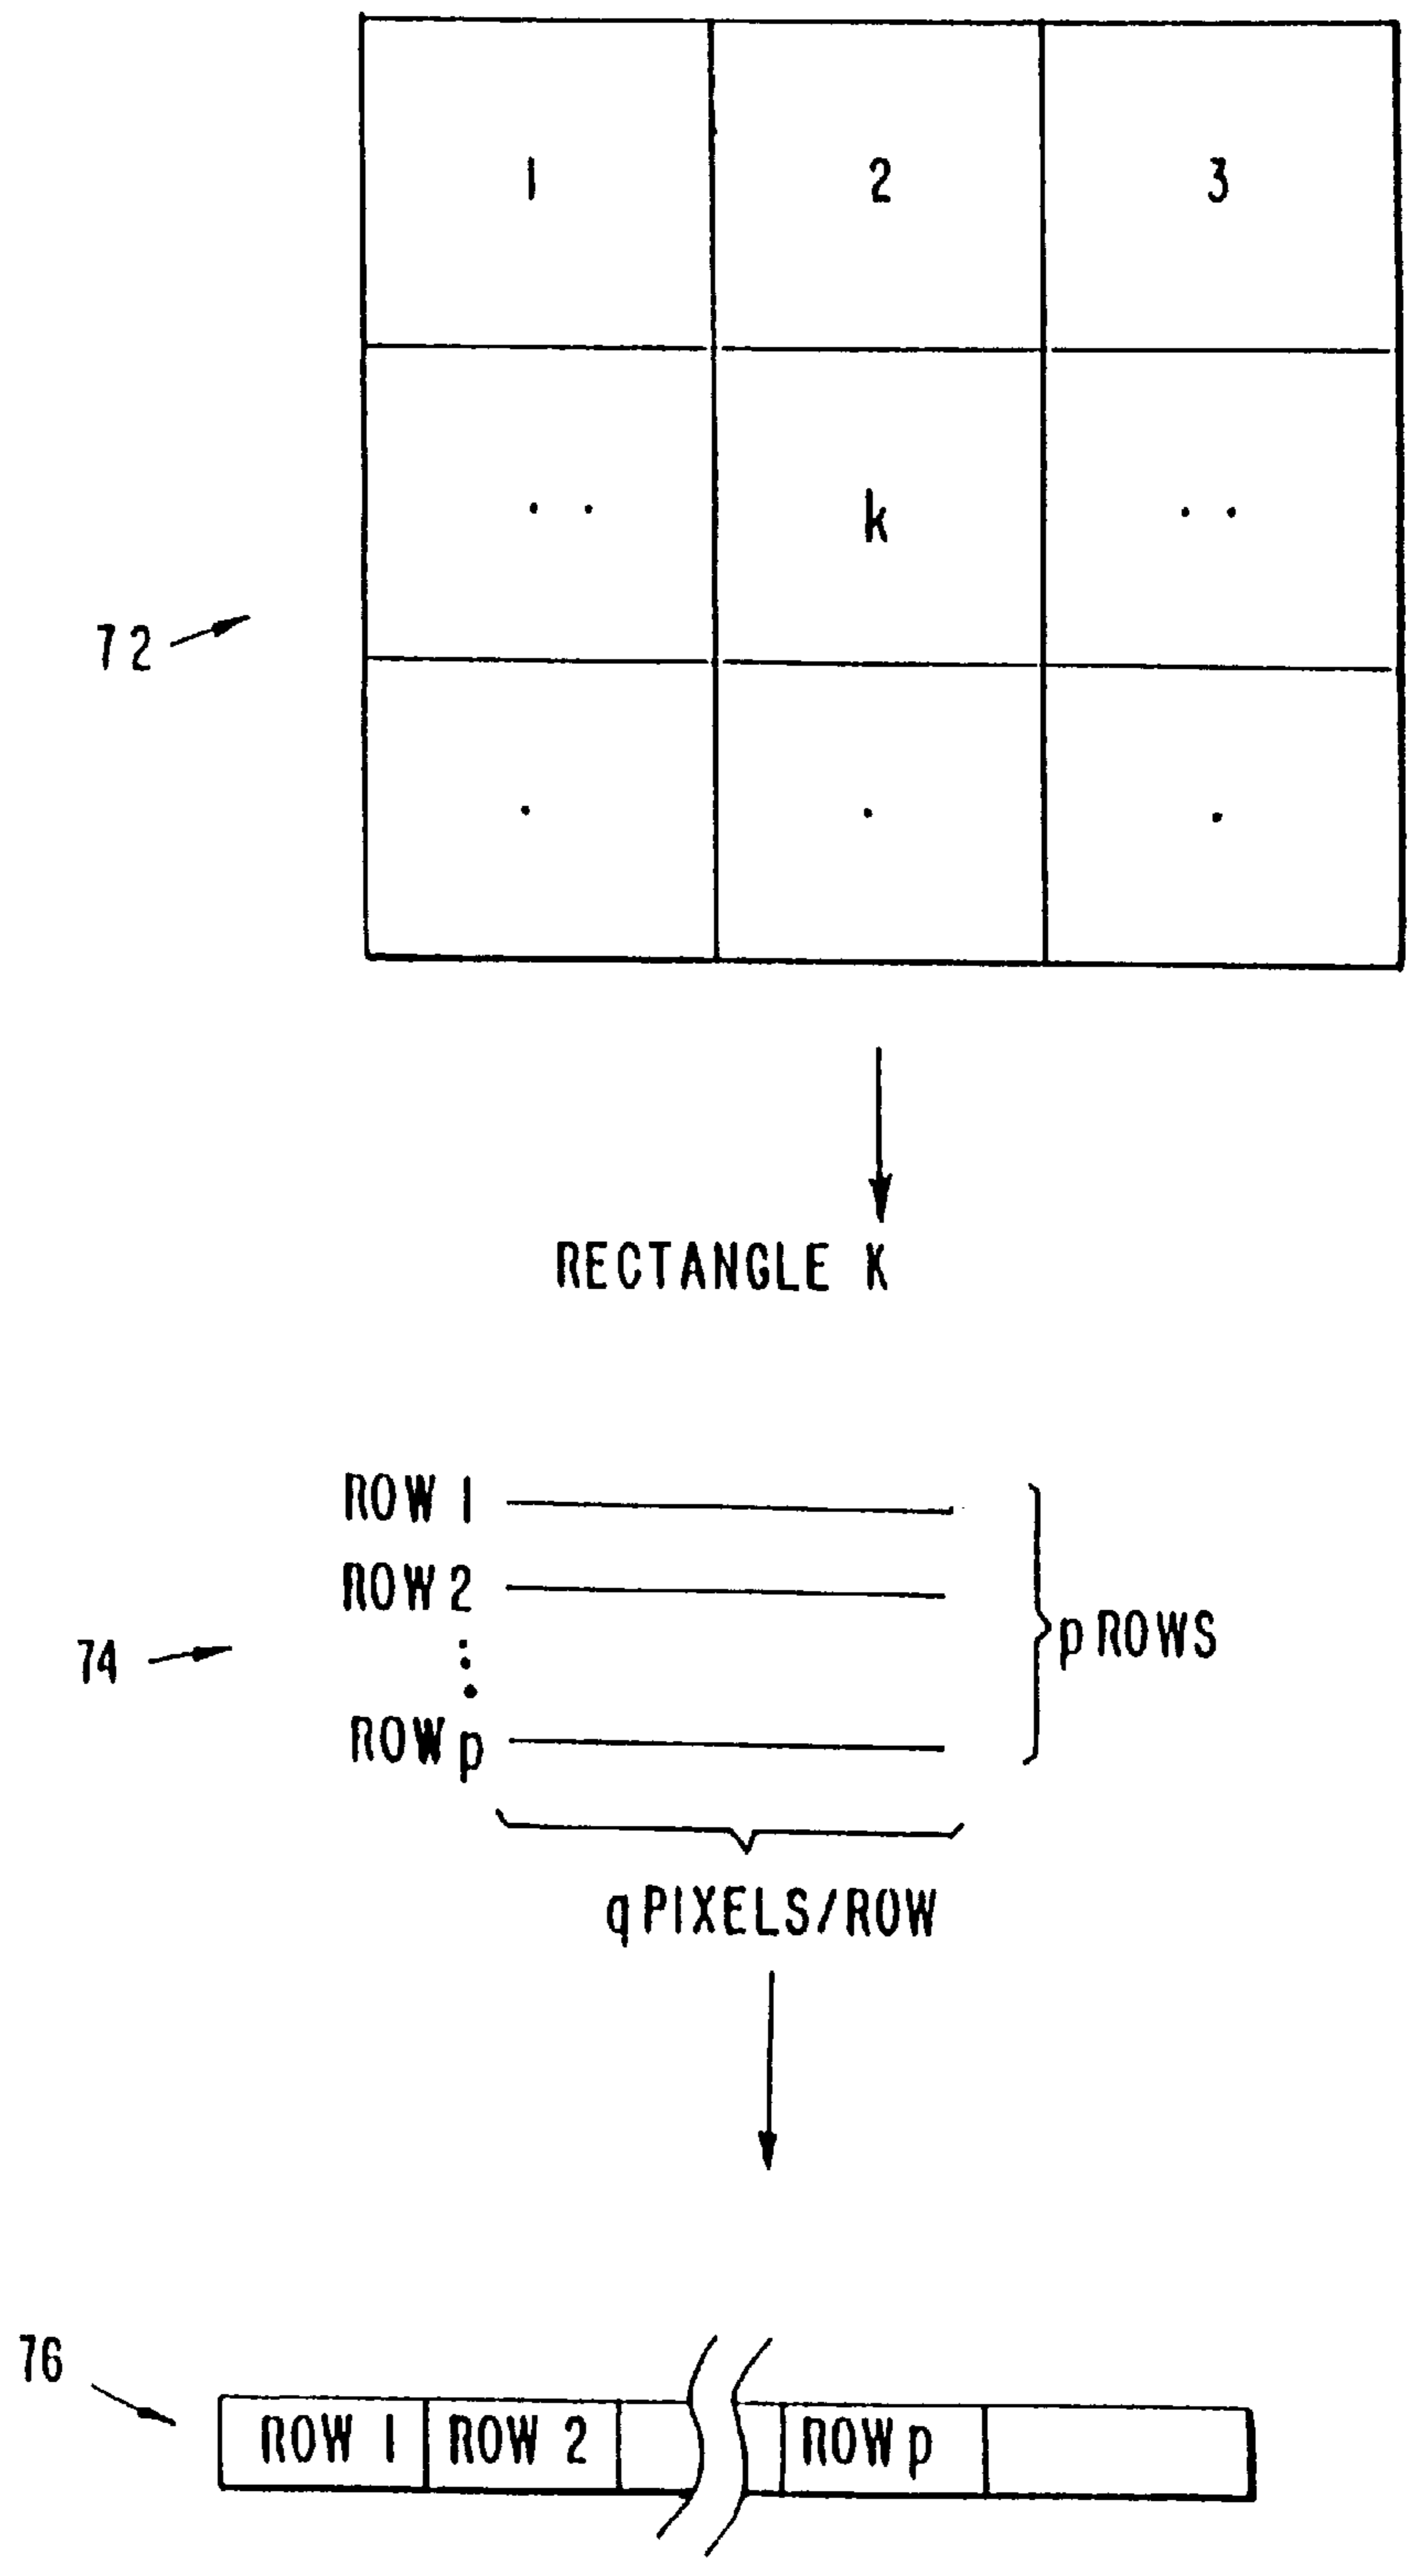 1 2 3
. . k . .
72
. . .
RECTANGLE K
ROW 1
ROW 2
p ROWS
74
ROW p
q PIXELS/ROW
76
ROW 1 ROW 2 ROW p